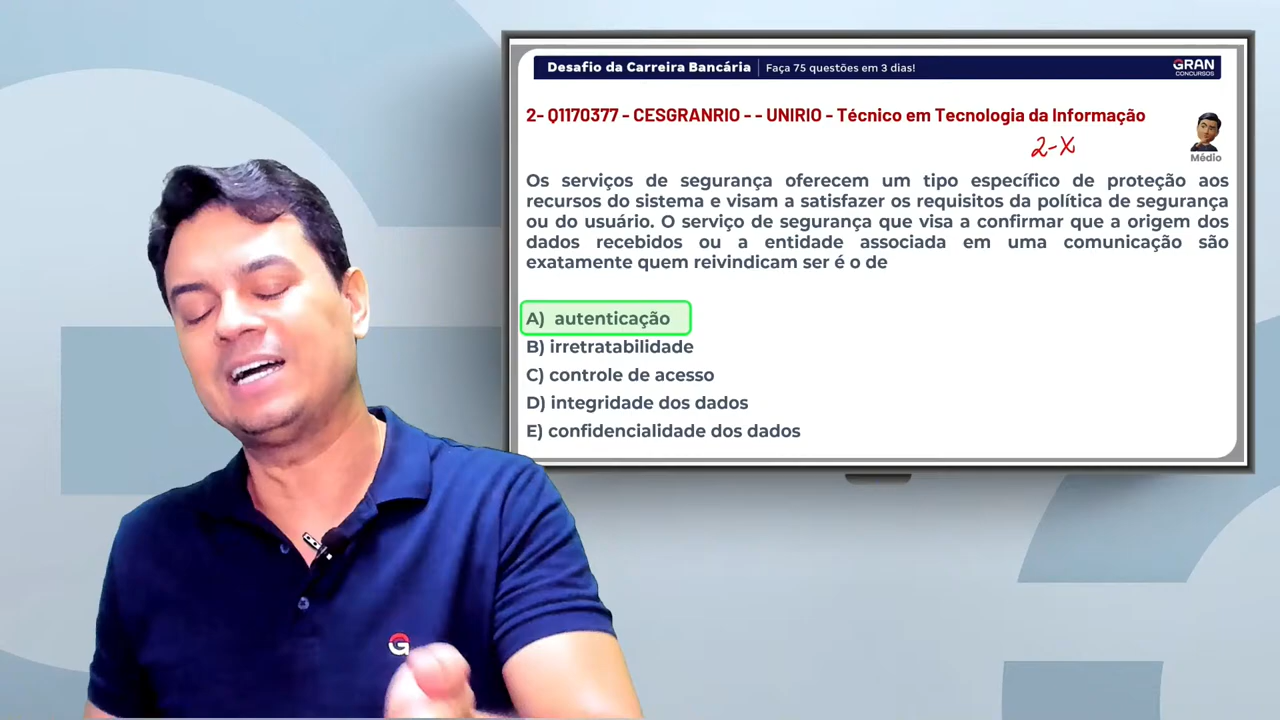 Desafio da Carreira Bancária | Faça 75 questões em 3 dias!
GRAN
CONCURSOS
2- Q1170377 - CESGRANRIO - - UNIRIO - Técnico em Tecnologia da Informação
2-X
Médio
Os serviços de segurança oferecem um tipo específico de proteção aos
recursos do sistema e visam a satisfazer os requisitos da política de segurança
ou do usuário. O serviço de segurança que visa a confirmar que a origem dos
dados recebidos ou a entidade associada em uma comunicação são
exatamente quem reivindicam ser é o de
A) autenticação
B) irretratabilidade
C) controle de acesso
D) integridade dos dados
E) confidencialidade dos dados